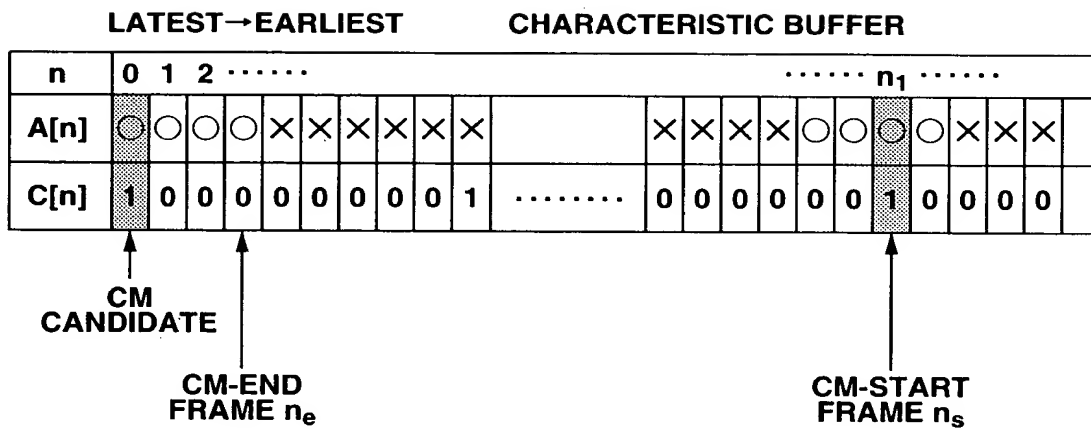 LATEST→EARLIEST CHARACTERISTIC BUFFER
n 0 1 2 ······ ······ n1 ······
A[n] ○ ○ ○ ○ × × × × × × × × × × ○ ○ ○ ○ × × ×
C[n] 1 0 0 0 0 0 0 0 0 1 ········ 0 0 0 0 0 0 1 0 0 0 0
CM
CANDIDATE
CM-END
FRAME ne
CM-START
FRAME ns